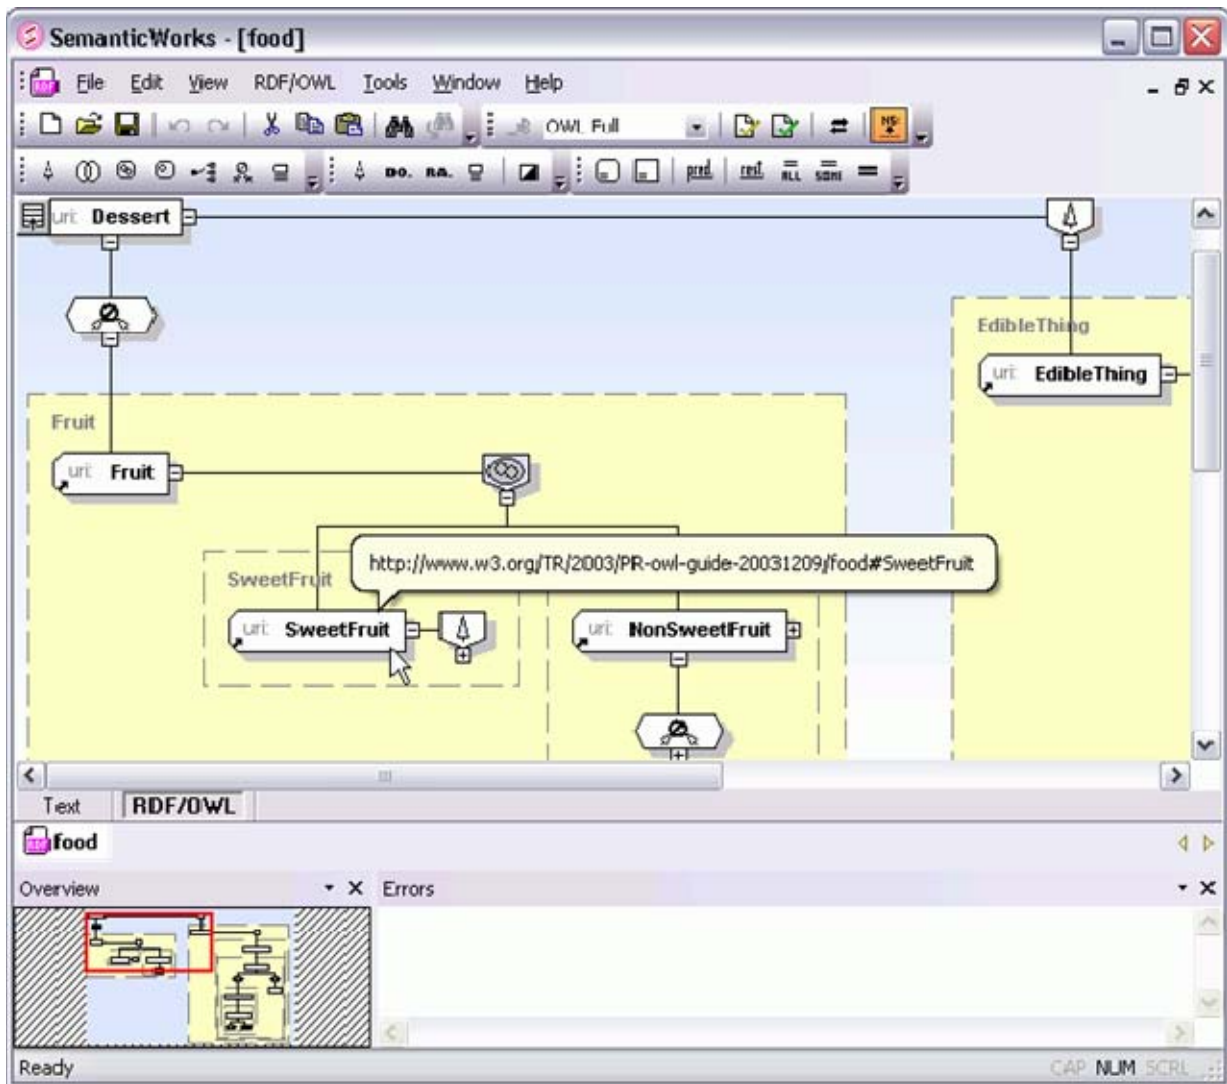 SemanticWorks - [food]
File Edit View RDF/OWL Tools Window Help
OWL Full NS:
DO. RA. pred. rest. ALL SOME
uri: Dessert
EdibleThing
uri: EdibleThing
Fruit
uri: Fruit
http://www.w3.org/TR/2003/PR-owl-guide-20031209/food#SweetFruit
SweetFruit
uri: SweetFruit
uri: NonSweetFruit
Text RDF/OWL
food
Overview
Errors
Ready CAP NUM SCRL